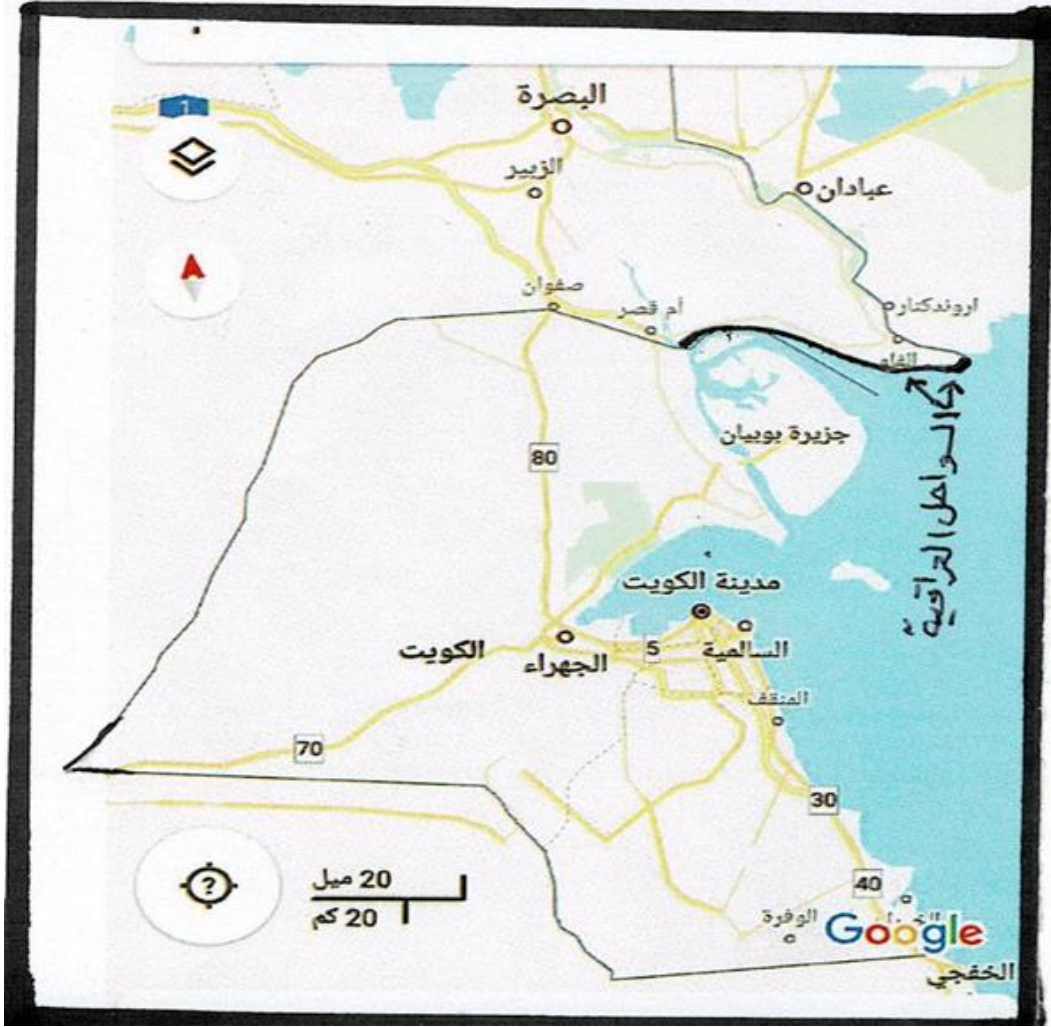 البصرة
1
الزبير
عبادان
صفوان
أم قصر
اروندكنار
الفاو
جزيرة بوبيان
80
السواحل العراقية
مدينة الكويت
الكويت
الجهراء
5
السالمية
المنقف
70
30
?
20 ميل
20 كم
40
الوفرة
Google
الخفجي